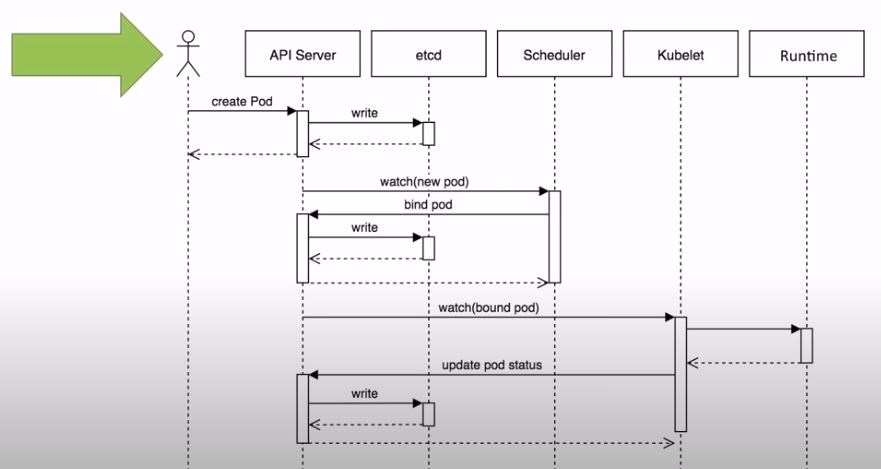 API Server
etcd
Scheduler
Kubelet
Runtime
create Pod
write
watch(new pod)
bind pod
write
watch(bound pod)
update pod status
write